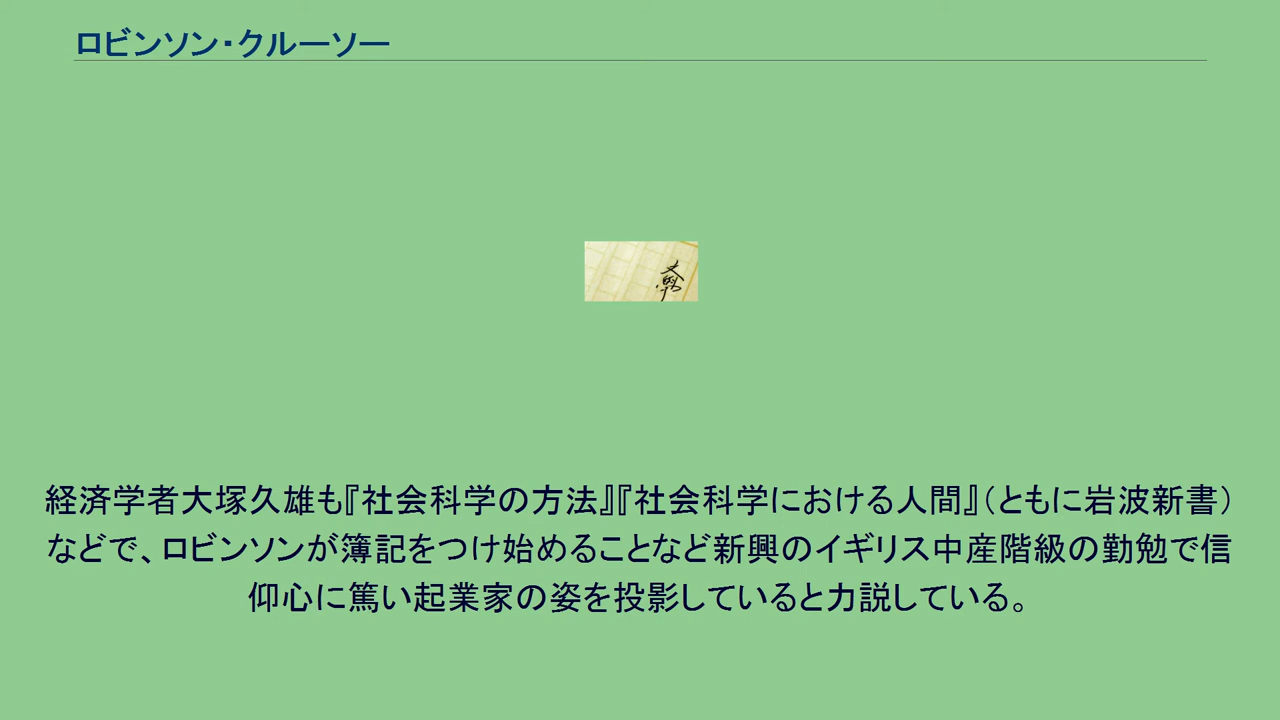 ロビンソン・クルーソー
経済学者大塚久雄も『社会科学の方法』『社会科学における人間』（ともに岩波新書）
などで、ロビンソンが簿記をつけ始めることなど新興のイギリス中産階級の勤勉で信
仰心に篤い起業家の姿を投影していると力説している。